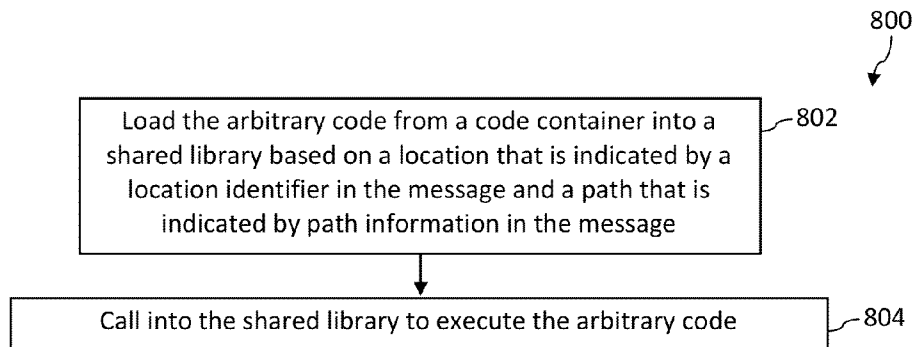 800
Load the arbitrary code from a code container into a
802
shared library based on a location that is indicated by a
location identifier in the message and a path that is
indicated by path information in the message
Call into the shared library to execute the arbitrary code
804